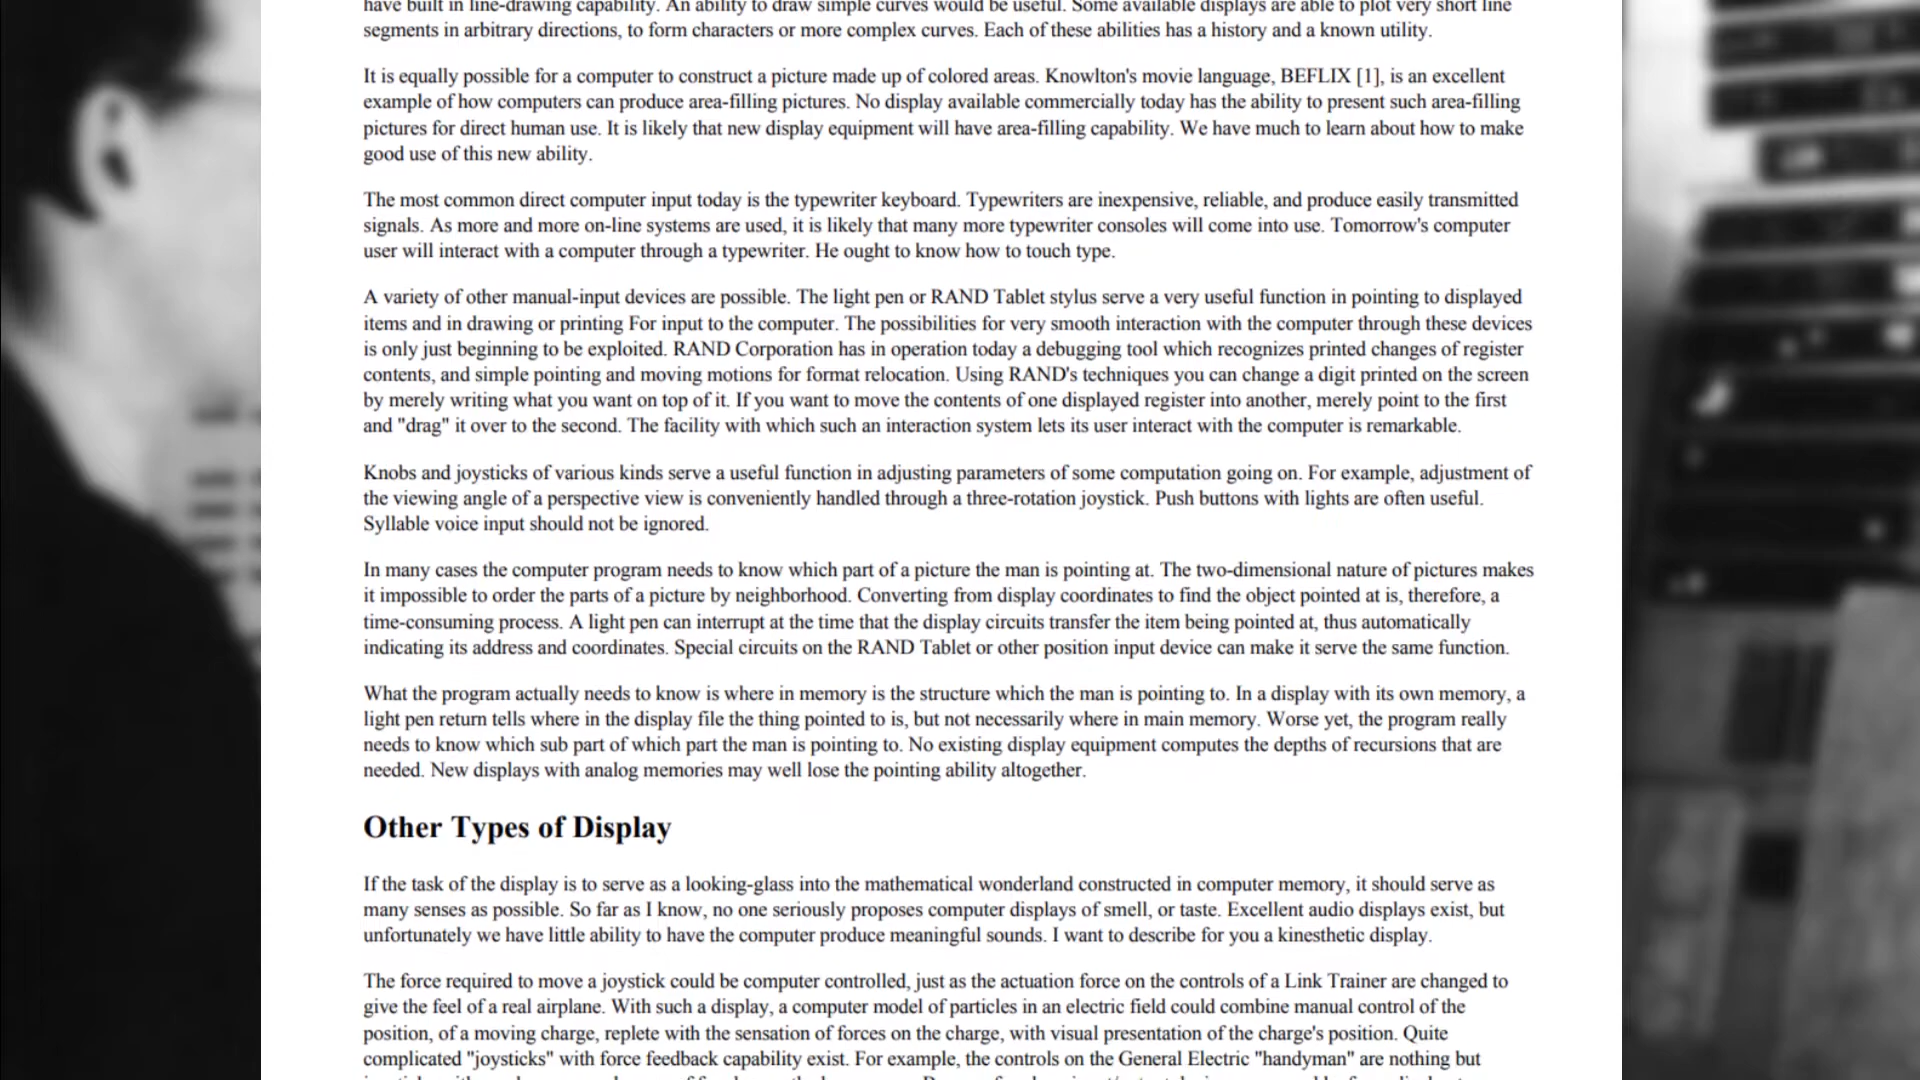 have built in line-drawing capability. An ability to draw simple curves would be useful. Some available displays are able to plot very short line
segments in arbitrary directions, to form characters or more complex curves. Each of these abilities has a history and a known utility.
It is equally possible for a computer to construct a picture made up of colored areas. Knowlton's movie language, BEFLIX [1], is an excellent
example of how computers can produce area-filling pictures. No display available commercially today has the ability to present such area-filling
pictures for direct human use. It is likely that new display equipment will have area-filling capability. We have much to learn about how to make
good use of this new ability.
The most common direct computer input today is the typewriter keyboard. Typewriters are inexpensive, reliable, and produce easily transmitted
signals. As more and more on-line systems are used, it is likely that many more typewriter consoles will come into use. Tomorrow's computer
user will interact with a computer through a typewriter. He ought to know how to touch type.
A variety of other manual-input devices are possible. The light pen or RAND Tablet stylus serve a very useful function in pointing to displayed
items and in drawing or printing For input to the computer. The possibilities for very smooth interaction with the computer through these devices
is only just beginning to be exploited. RAND Corporation has in operation today a debugging tool which recognizes printed changes of register
contents, and simple pointing and moving motions for format relocation. Using RAND's techniques you can change a digit printed on the screen
by merely writing what you want on top of it. If you want to move the contents of one displayed register into another, merely point to the first
and "drag" it over to the second. The facility with which such an interaction system lets its user interact with the computer is remarkable.
Knobs and joysticks of various kinds serve a useful function in adjusting parameters of some computation going on. For example, adjustment of
the viewing angle of a perspective view is conveniently handled through a three-rotation joystick. Push buttons with lights are often useful.
Syllable voice input should not be ignored.
In many cases the computer program needs to know which part of a picture the man is pointing at. The two-dimensional nature of pictures makes
it impossible to order the parts of a picture by neighborhood. Converting from display coordinates to find the object pointed at is, therefore, a
time-consuming process. A light pen can interrupt at the time that the display circuits transfer the item being pointed at, thus automatically
indicating its address and coordinates. Special circuits on the RAND Tablet or other position input device can make it serve the same function.
What the program actually needs to know is where in memory is the structure which the man is pointing to. In a display with its own memory, a
light pen return tells where in the display file the thing pointed to is, but not necessarily where in main memory. Worse yet, the program really
needs to know which sub part of which part the man is pointing to. No existing display equipment computes the depths of recursions that are
needed. New displays with analog memories may well lose the pointing ability altogether.
Other Types of Display
If the task of the display is to serve as a looking-glass into the mathematical wonderland constructed in computer memory, it should serve as
many senses as possible. So far as I know, no one seriously proposes computer displays of smell, or taste. Excellent audio displays exist, but
unfortunately we have little ability to have the computer produce meaningful sounds. I want to describe for you a kinesthetic display.
The force required to move a joystick could be computer controlled, just as the actuation force on the controls of a Link Trainer are changed to
give the feel of a real airplane. With such a display, a computer model of particles in an electric field could combine manual control of the
position, of a moving charge, replete with the sensation of forces on the charge, with visual presentation of the charge's position. Quite
complicated "joysticks" with force feedback capability exist. For example, the controls on the General Electric "handyman" are nothing but